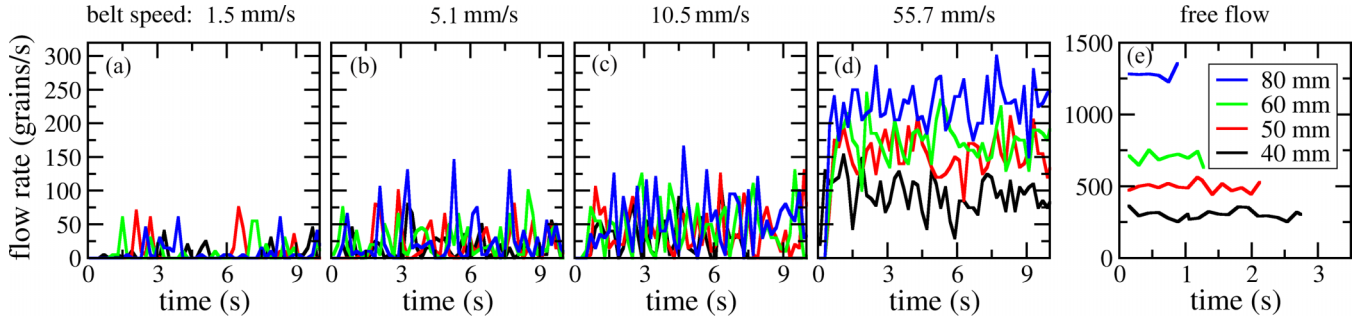 belt speed: 1.5 mm/s 5.1 mm/s 10.5 mm/s 55.7 mm/s free flow
flow rate (grains/s)
300
250
200
150
100
50
0
(a) (b) (c) (d) (e)
1500
1000
500
0
80 mm
60 mm
50 mm
40 mm
0 3 6 9 0 3 6 9 0 3 6 9 0 3 6 9 0 1 2 3
time (s) time (s) time (s) time (s) time (s)